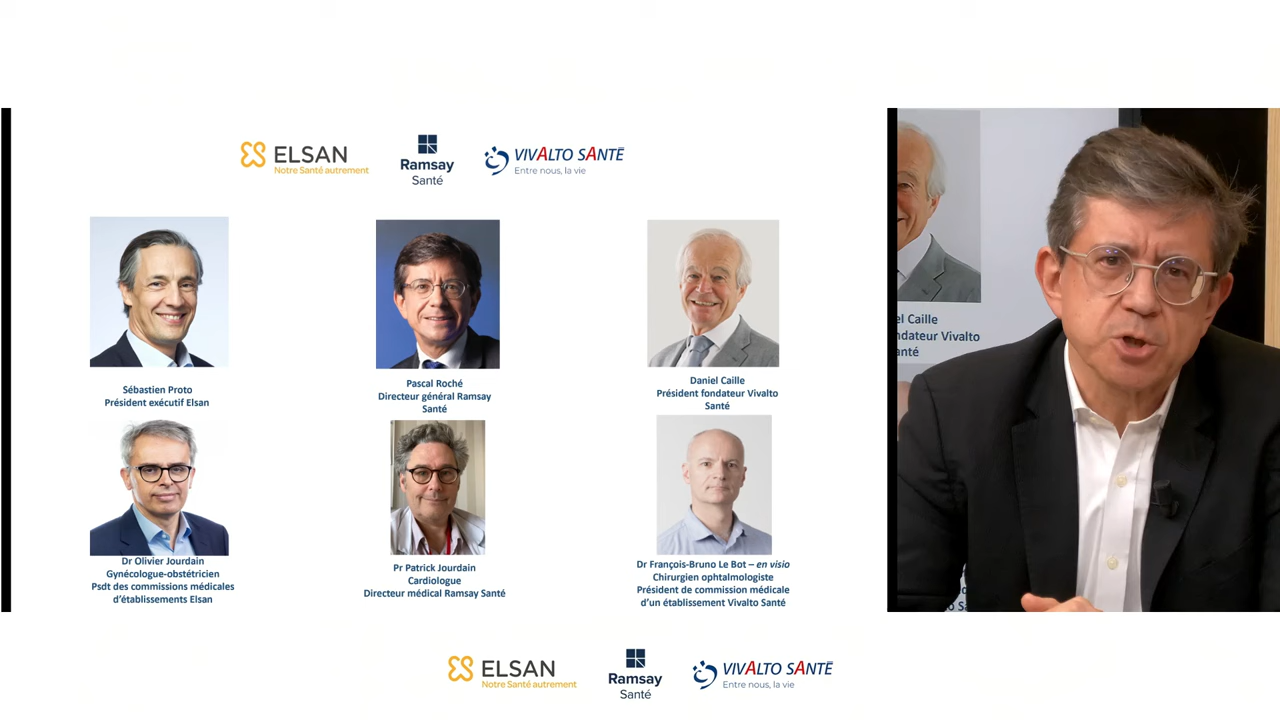 ELSAN
Notre Santé autrement
Ramsay
Santé
VIVALTO SANTÉ
Entre nous, la vie
Sébastien Proto
Président exécutif Elsan
Pascal Roché
Directeur général Ramsay
Santé
Daniel Caille
Président fondateur Vivalto
Santé
Dr Olivier Jourdain
Gynécologue-obstétricien
Psdt des commissions médicales
d'établissements Elsan
Pr Patrick Jourdain
Cardiologue
Directeur médical Ramsay Santé
Dr François-Bruno Le Bot – en visio
Chirurgien ophtalmologiste
Président de commission médicale
d'un établissement Vivalto Santé
el Caille
ndateur Vivalto
anté
ELSAN
Notre Santé autrement
Ramsay
Santé
VIVALTO SANTÉ
Entre nous, la vie